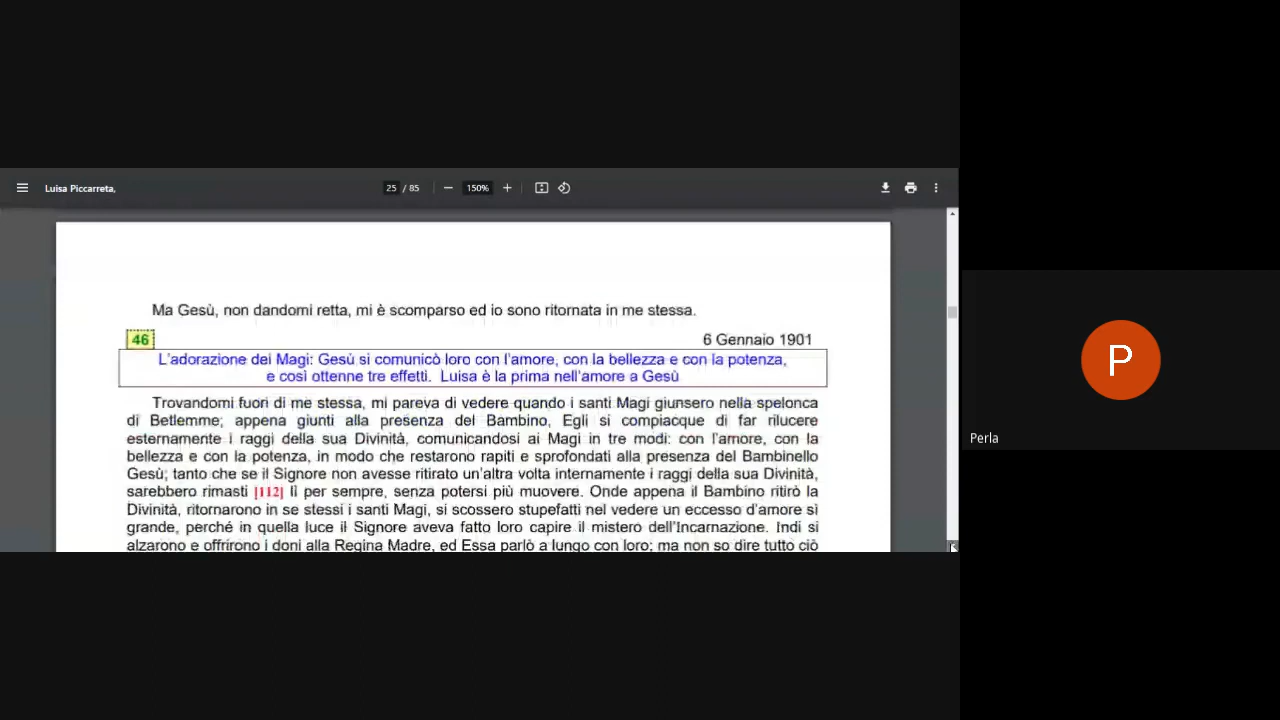 Luisa Piccarreta,
25 / 85
150%
Ma Gesù, non dandomi retta, mi è scomparso ed io sono ritornata in me stessa.
46
6 Gennaio 1901
L'adorazione dei Magi: Gesù si comunicò loro con l'amore, con la bellezza e con la potenza,
e così ottenne tre effetti. Luisa è la prima nell'amore a Gesù
Trovandomi fuori di me stessa, mi pareva di vedere quando i santi Magi giunsero nella spelonca
di Betlemme; appena giunti alla presenza del Bambino, Egli si compiacque di far rilucere
esternamente i raggi della sua Divinità, comunicandosi ai Magi in tre modi: con l'amore, con la
bellezza e con la potenza, in modo che restarono rapiti e sprofondati alla presenza del Bambinello
Gesù; tanto che se il Signore non avesse ritirato un'altra volta internamente i raggi della sua Divinità,
sarebbero rimasti [112] lì per sempre, senza potersi più muovere. Onde appena il Bambino ritirò la
Divinità, ritornarono in se stessi i santi Magi, si scossero stupefatti nel vedere un eccesso d'amore sì
grande, perché in quella luce il Signore aveva fatto loro capire il mistero dell'Incarnazione. Indi si
alzarono e offrirono i doni alla Regina Madre, ed Essa parlò a lungo con loro; ma non so dire tutto ciò
P
Perla